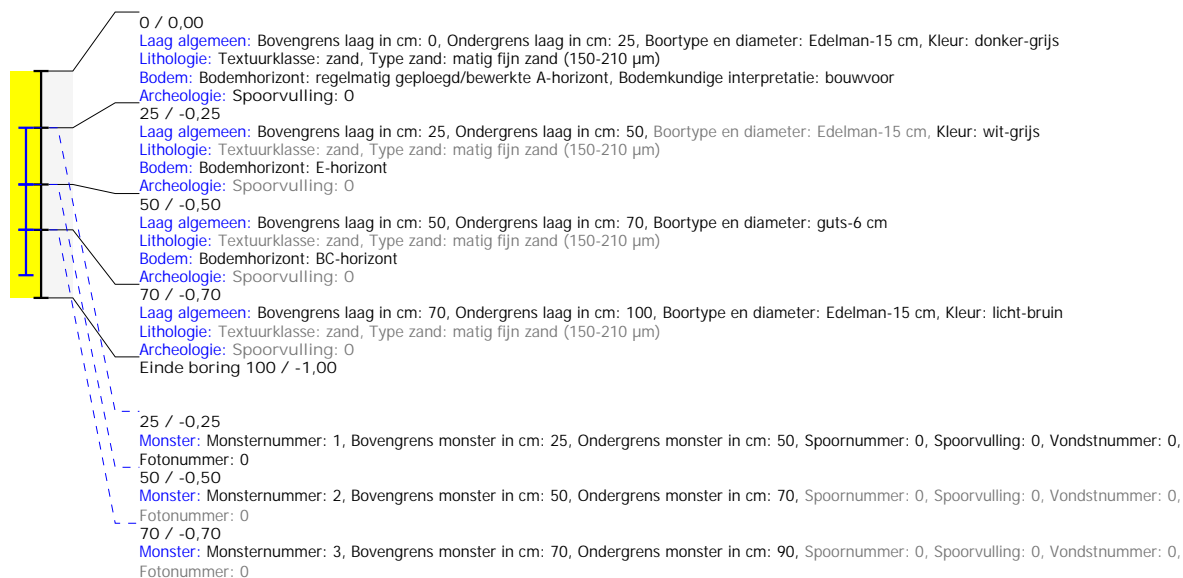 0 / 0,00
Laag algemeen: Bovengrens laag in cm: 0, Ondergrens laag in cm: 25, Boortype en diameter: Edelman-15 cm, Kleur: donker-grijs
Lithologie: Textuurklasse: zand, Type zand: matig fijn zand (150-210 µm)
Bodem: Bodemhorizont: regelmatig geploegd/bewerkte A-horizont, Bodemkundige interpretatie: bouwvoor
Archeologie: Spoorvulling: 0
25 / -0,25
Laag algemeen: Bovengrens laag in cm: 25, Ondergrens laag in cm: 50, Boortype en diameter: Edelman-15 cm, Kleur: wit-grijs
Lithologie: Textuurklasse: zand, Type zand: matig fijn zand (150-210 µm)
Bodem: Bodemhorizont: E-horizont
Archeologie: Spoorvulling: 0
50 / -0,50
Laag algemeen: Bovengrens laag in cm: 50, Ondergrens laag in cm: 70, Boortype en diameter: guts-6 cm
Lithologie: Textuurklasse: zand, Type zand: matig fijn zand (150-210 µm)
Bodem: Bodemhorizont: BC-horizont
Archeologie: Spoorvulling: 0
70 / -0,70
Laag algemeen: Bovengrens laag in cm: 70, Ondergrens laag in cm: 100, Boortype en diameter: Edelman-15 cm, Kleur: licht-bruin
Lithologie: Textuurklasse: zand, Type zand: matig fijn zand (150-210 µm)
Archeologie: Spoorvulling: 0
Einde boring 100 / -1,00
25 / -0,25
Monster: Monsternummer: 1, Bovengrens monster in cm: 25, Ondergrens monster in cm: 50, Spoornummer: 0, Spoorvulling: 0, Vondstnummer: 0,
Fotonummer: 0
50 / -0,50
Monster: Monsternummer: 2, Bovengrens monster in cm: 50, Ondergrens monster in cm: 70, Spoornummer: 0, Spoorvulling: 0, Vondstnummer: 0,
Fotonummer: 0
70 / -0,70
Monster: Monsternummer: 3, Bovengrens monster in cm: 70, Ondergrens monster in cm: 90, Spoornummer: 0, Spoorvulling: 0, Vondstnummer: 0,
Fotonummer: 0